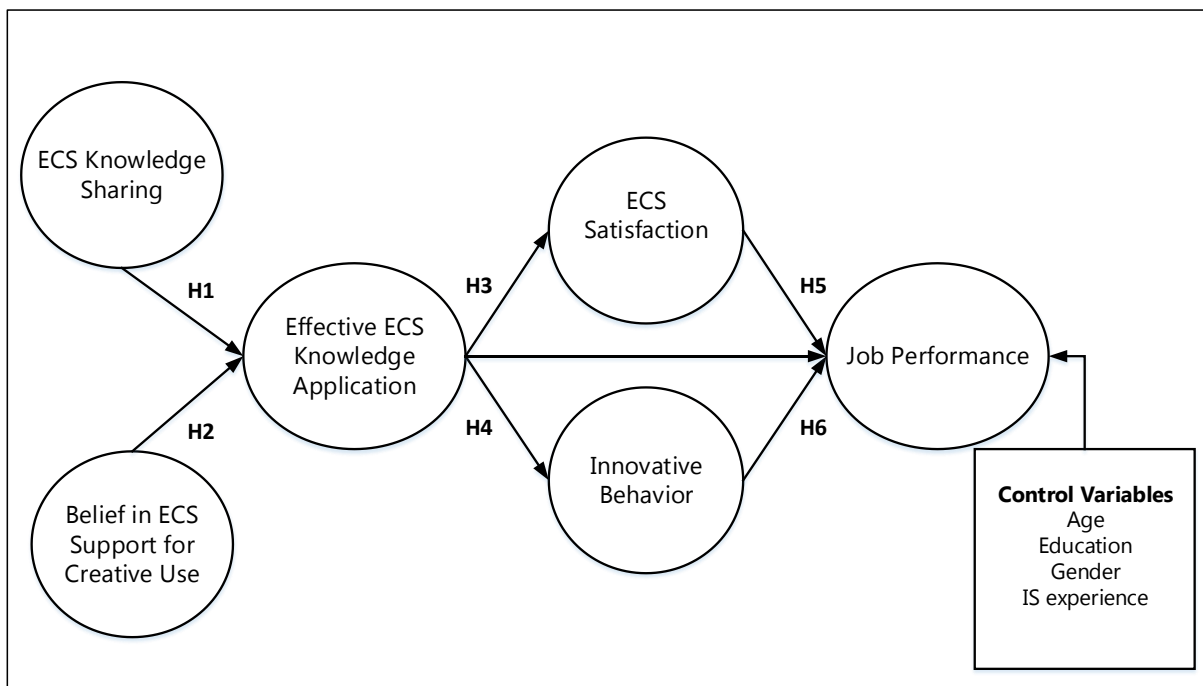 ECS Knowledge
Sharing
H1
H2
Belief in ECS
Support for
Creative Use
Effective ECS
Knowledge
Application
H3
H4
ECS
Satisfaction
Innovative
Behavior
H5
H6
Job Performance
Control Variables
Age
Education
Gender
IS experience